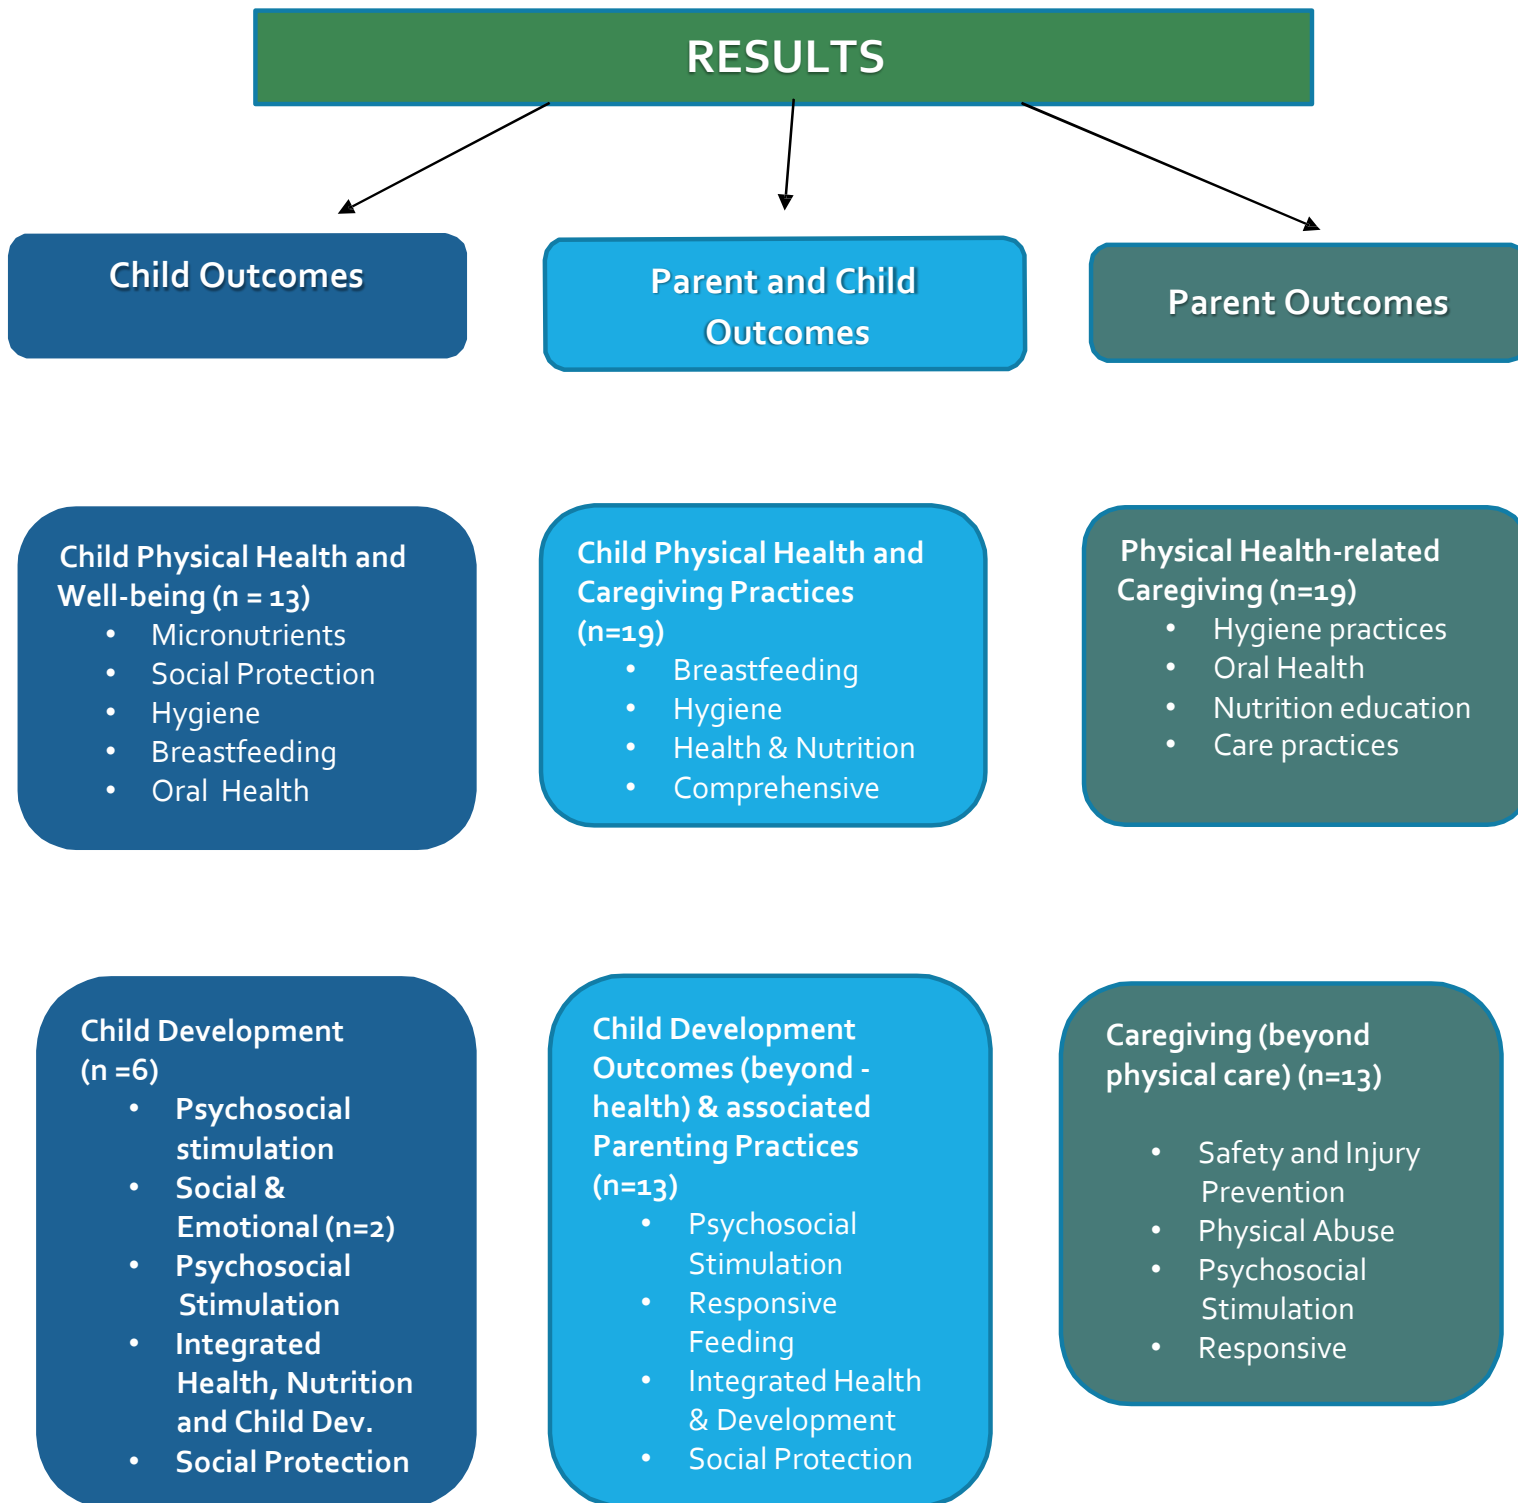 RESULTS
Child Outcomes
Parent and Child
Outcomes
Parent Outcomes
Child Physical Health and
Well-being (n = 13)
• Micronutrients
• Social Protection
• Hygiene
• Breastfeeding
• Oral Health
Child Physical Health and
Caregiving Practices
(n=19)
• Breastfeeding
• Hygiene
• Health & Nutrition
• Comprehensive
Physical Health-related
Caregiving (n=19)
• Hygiene practices
• Oral Health
• Nutrition education
• Care practices
Child Development
(n =6)
• Psychosocial
stimulation
• Social &
Emotional (n=2)
• Psychosocial
Stimulation
• Integrated
Health, Nutrition
and Child Dev.
• Social Protection
Child Development
Outcomes (beyond -
health) & associated
Parenting Practices
(n=13)
• Psychosocial
Stimulation
• Responsive
Feeding
• Integrated Health
& Development
• Social Protection
Caregiving (beyond
physical care) (n=13)
• Safety and Injury
Prevention
• Physical Abuse
• Psychosocial
Stimulation
• Responsive